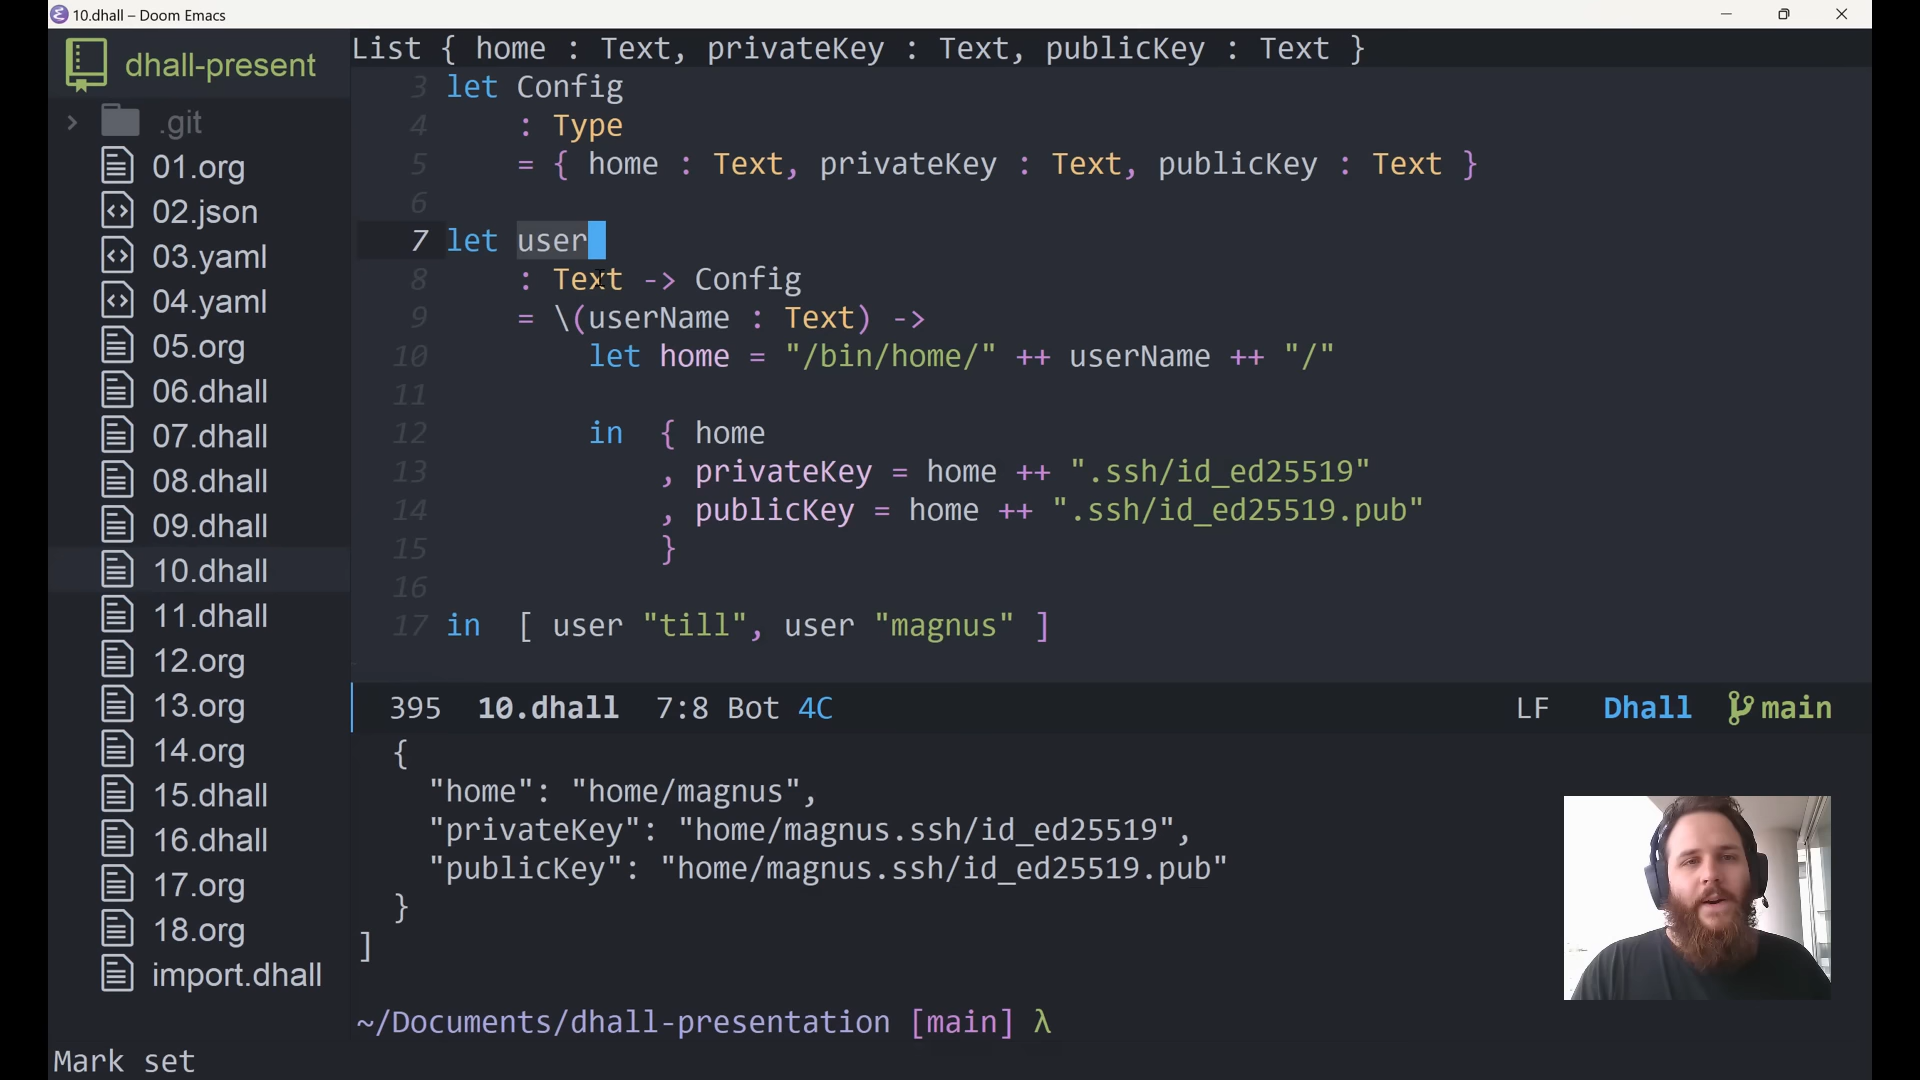 10.dhall – Doom Emacs
dhall-present
.git
01.org
02.json
03.yaml
04.yaml
05.org
06.dhall
07.dhall
08.dhall
09.dhall
10.dhall
11.dhall
12.org
13.org
14.org
15.dhall
16.dhall
17.org
18.org
import.dhall
List { home : Text, privateKey : Text, publicKey : Text }
3 let Config
4 : Type
5 = { home : Text, privateKey : Text, publicKey : Text }
6
7 let user
8 : Text -> Config
9 = \(userName : Text) ->
10 let home = "/bin/home/" ++ userName ++ "/"
11
12 in { home
13 , privateKey = home ++ ".ssh/id_ed25519"
14 , publicKey = home ++ ".ssh/id_ed25519.pub"
15 }
16
17 in [ user "till", user "magnus" ]
395 10.dhall 7:8 Bot 4C LF Dhall main
{
"home": "home/magnus",
"privateKey": "home/magnus.ssh/id_ed25519",
"publicKey": "home/magnus.ssh/id_ed25519.pub"
}
]
~/Documents/dhall-presentation [main] λ
Mark set